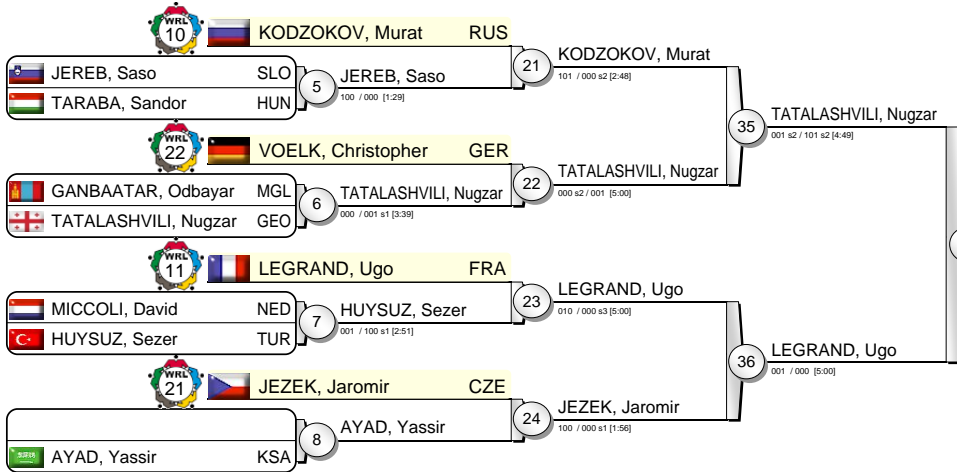 WRL
10
KODZOKOV, Murat RUS
JEREB, Saso SLO
TARABA, Sandor HUN
5
JEREB, Saso
100 / 000 [1:29]
21
KODZOKOV, Murat
101 / 000 s2 [2:48]
WRL
22
VOELK, Christopher GER
GANBAATAR, Odbayar MGL
TATALASHVILI, Nugzar GEO
6
TATALASHVILI, Nugzar
000 / 001 s1 [3:39]
22
TATALASHVILI, Nugzar
000 s2 / 001 [5:00]
35
TATALASHVILI, Nugzar
001 s2 / 101 s2 [4:49]
WRL
11
LEGRAND, Ugo FRA
MICCOLI, David NED
HUYSUZ, Sezer TUR
7
HUYSUZ, Sezer
001 / 100 s1 [2:51]
23
LEGRAND, Ugo
010 / 000 s3 [5:00]
WRL
21
JEZEK, Jaromir CZE
AYAD, Yassir KSA
8
AYAD, Yassir
24
JEZEK, Jaromir
100 / 000 s1 [1:56]
36
LEGRAND, Ugo
001 / 000 [5:00]